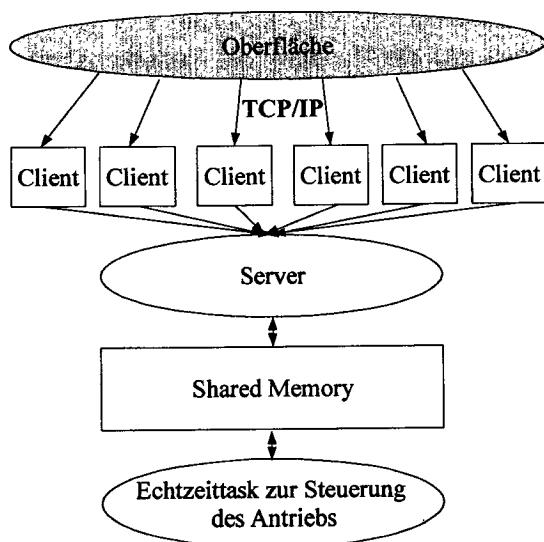 Oberfläche
TCP/IP
Client Client Client Client Client Client
Server
Shared Memory
Echtzeittask zur Steuerung
des Antriebs